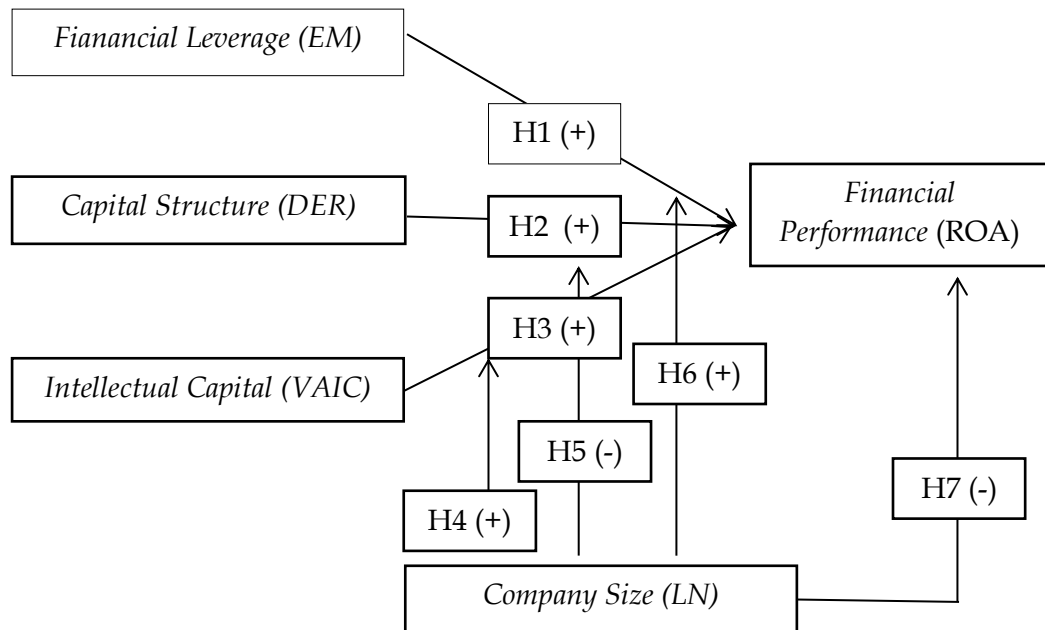 Fianancial Leverage (EM)
H1 (+)
Capital Structure (DER)
H2 (+)
Financial
Performance (ROA)
H3 (+)
Intellectual Capital (VAIC)
H6 (+)
H5 (-)
H4 (+)
H7 (-)
Company Size (LN)